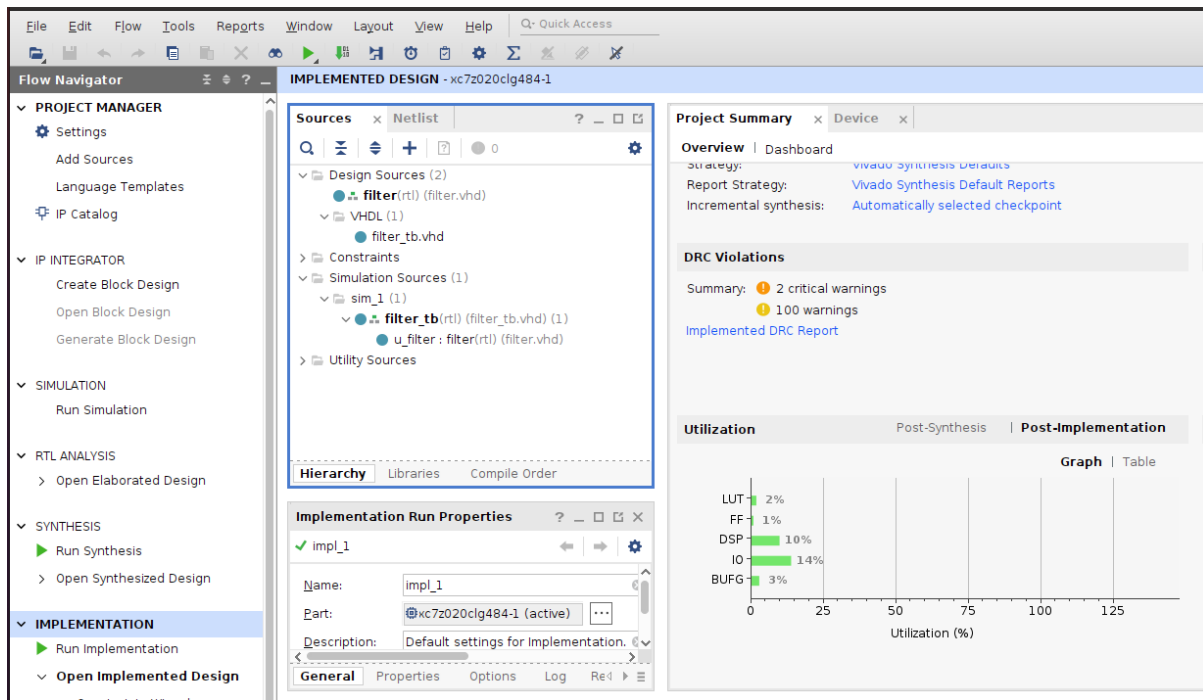 File Edit Flow Tools Reports Window Layout View Help Q- Quick Access
Flow Navigator
PROJECT MANAGER
Settings
Add Sources
Language Templates
IP Catalog
IP INTEGRATOR
Create Block Design
Open Block Design
Generate Block Design
SIMULATION
Run Simulation
RTL ANALYSIS
Open Elaborated Design
SYNTHESIS
Run Synthesis
Open Synthesized Design
IMPLEMENTATION
Run Implementation
Open Implemented Design
IMPLEMENTED DESIGN - xc7z020clg484-1
Sources Netlist
0
Design Sources (2)
filter(rtl) (filter.vhd)
VHDL (1)
filter_tb.vhd
Constraints
Simulation Sources (1)
sim_1 (1)
filter_tb(rtl) (filter_tb.vhd) (1)
u_filter : filter(rtl) (filter.vhd)
Utility Sources
Hierarchy Libraries Compile Order
Implementation Run Properties
impl_1
Name: impl_1
Part: xc7z020clg484-1 (active) ...
Description: Default settings for Implementation.
General Properties Options Log
Project Summary Device
Overview | Dashboard
Strategy: Vivado Synthesis Defaults
Report Strategy: Vivado Synthesis Default Reports
Incremental synthesis: Automatically selected checkpoint
DRC Violations
Summary: 2 critical warnings
100 warnings
Implemented DRC Report
Utilization Post-Synthesis | Post-Implementation
Graph | Table
LUT 2%
FF 1%
DSP 10%
IO 14%
BUFG 3%
0 25 50 75 100 125
Utilization (%)